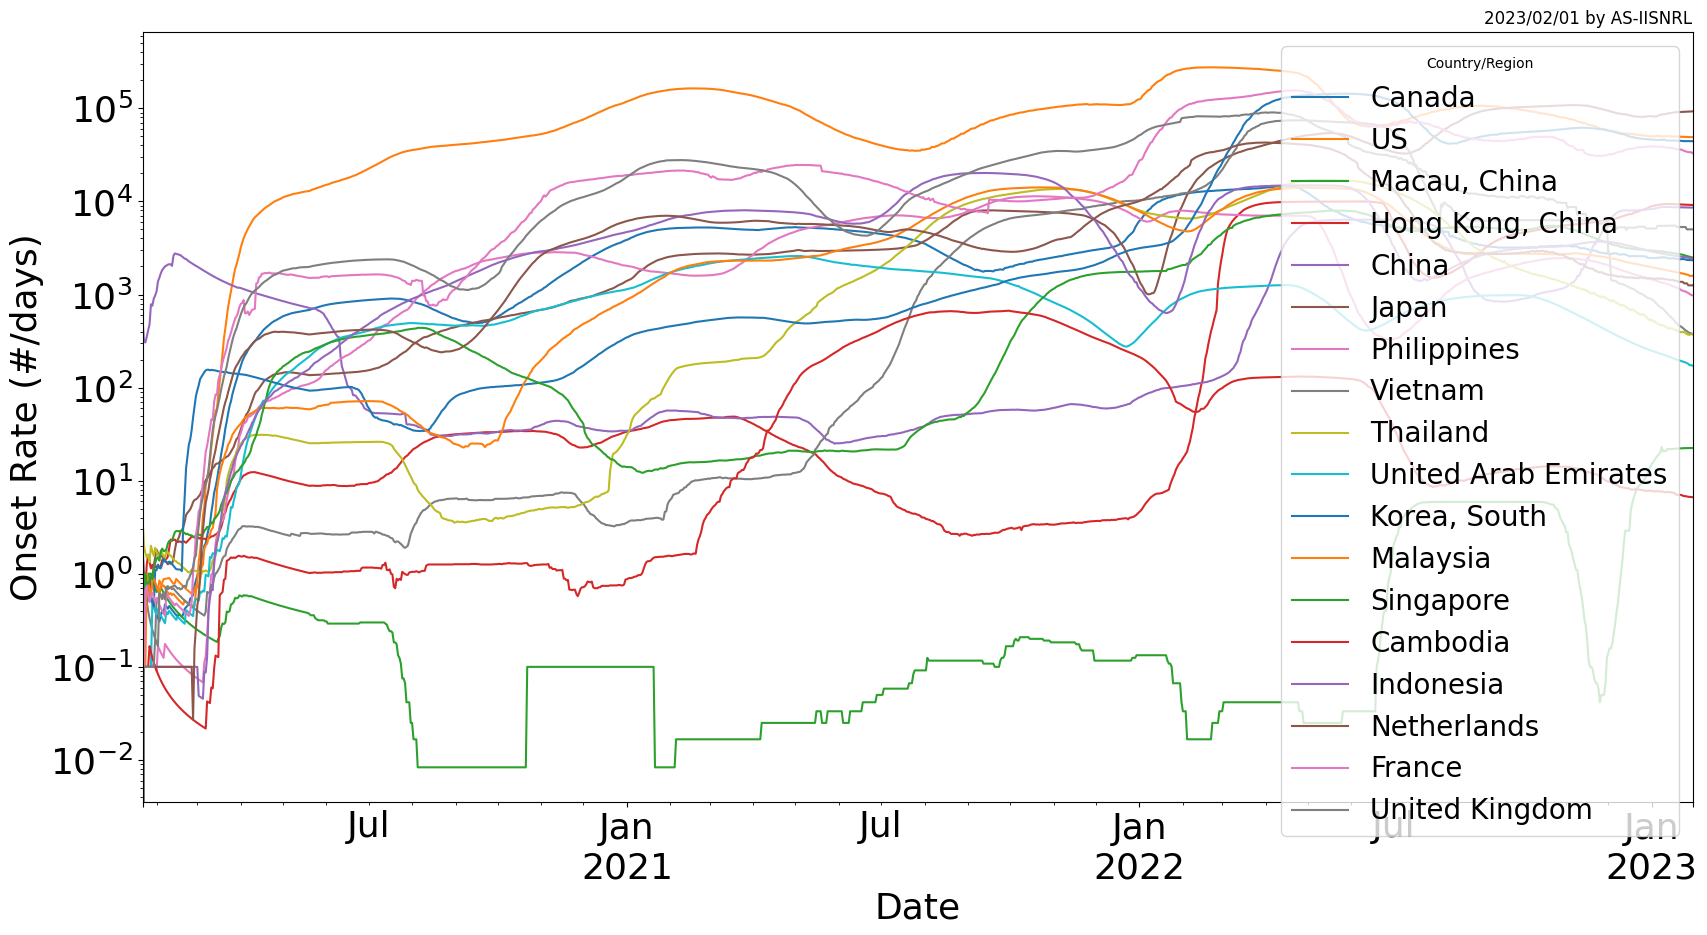 2023/02/01 by AS-IISNRL
Onset Rate (#/days)
10^5
10^4
10^3
10^2
10^1
10^0
10^−1
10^−2
Country/Region
Canada
US
Macau, China
Hong Kong, China
China
Japan
Philippines
Vietnam
Thailand
United Arab Emirates
Korea, South
Malaysia
Singapore
Cambodia
Indonesia
Netherlands
France
United Kingdom
Jul Jan Jul Jan Jul Jan
2021 2022 2023
Date